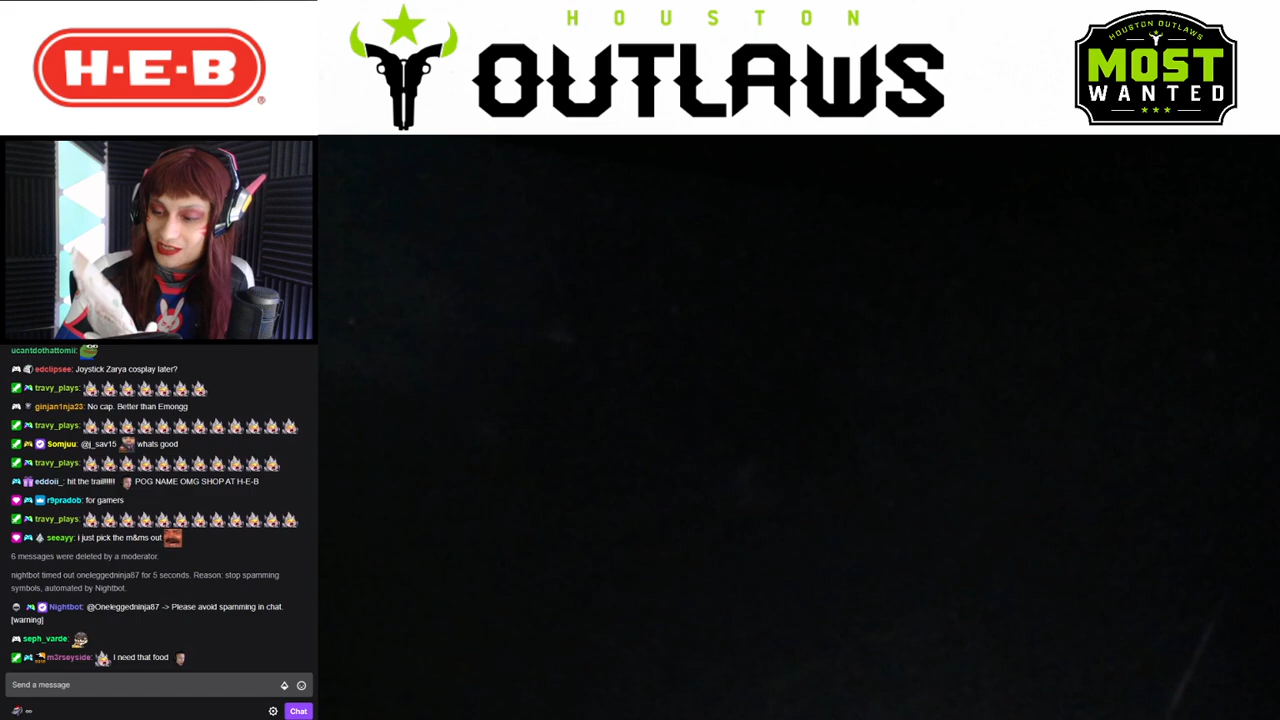 H-E-B
®
HOUSTON
OUTLAWS
HOUSTON OUTLAWS
MOST
WANTED
ucantdothattomii:
edclipsee: Joystick Zarya cosplay later?
travy_plays:
ginjan1nja23: No cap. Better than Emongg
travy_plays:
Somjuu: @j_sav15 whats good
travy_plays:
eddoii_: hit the trail!!!!!! POG NAME OMG SHOP AT H-E-B
r9pradob: for gamers
travy_plays:
seeayy: i just pick the m&ms out
6 messages were deleted by a moderator.
nightbot timed out oneleggedninja87 for 5 seconds. Reason: stop spamming
symbols, automated by Nightbot.
Nightbot: @Oneleggedninja87 -> Please avoid spamming in chat.
[warning]
seph_varde:
m3rseyside: I need that food
Send a message
∞
Chat